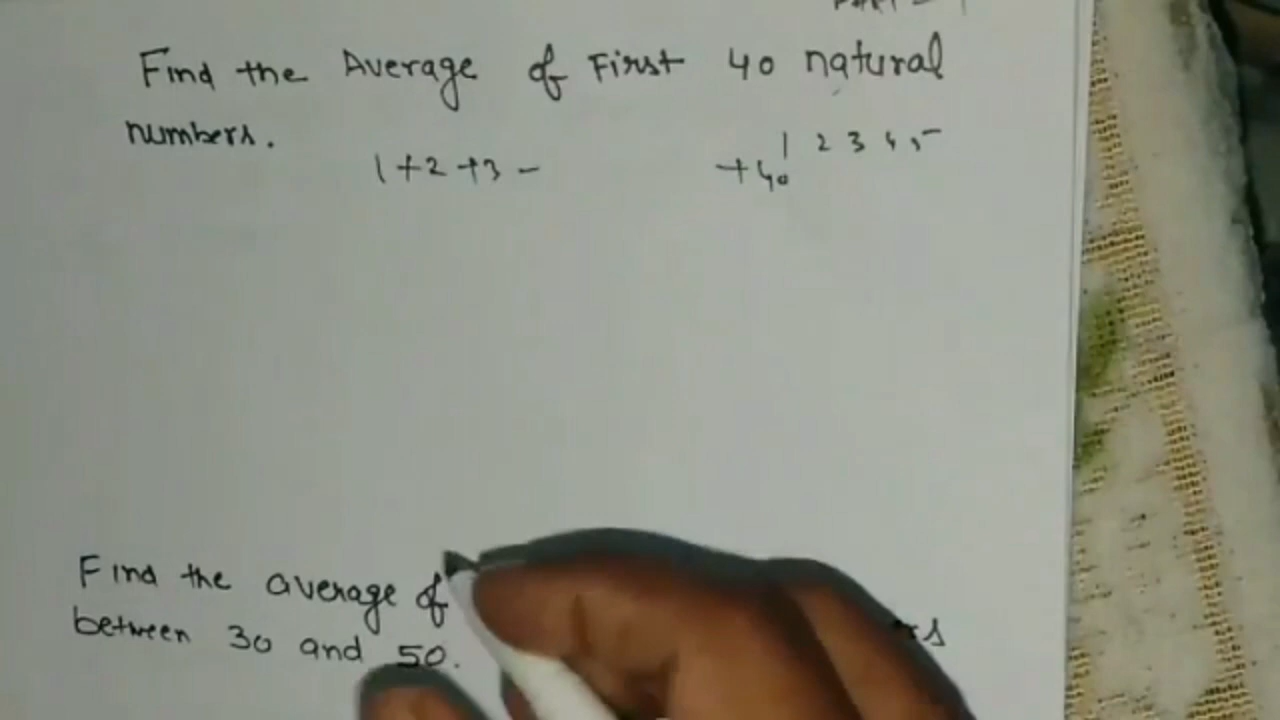 Find the Average of First 40 natural
numbers.
1 2 3 4 5 -
1 + 2 + 3 - + 40
Find the average of
between 30 and 50.